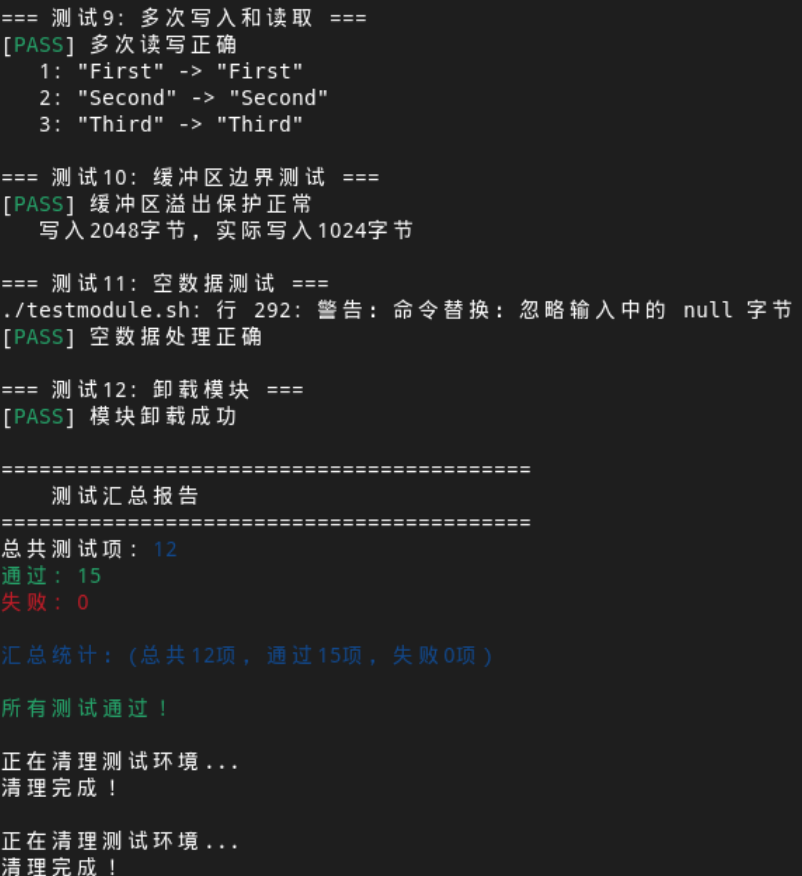 === 测试9: 多次写入和读取 ===
[PASS] 多次读写正确
   1: "First" -> "First"
   2: "Second" -> "Second"
   3: "Third" -> "Third"
=== 测试10: 缓冲区边界测试 ===
[PASS] 缓冲区溢出保护正常
   写入2048字节, 实际写入1024字节
=== 测试11: 空数据测试 ===
./testmodule.sh: 行 292: 警告: 命令替换: 忽略输入中的 null 字节
[PASS] 空数据处理正确
=== 测试12: 卸载模块 ===
[PASS] 模块卸载成功
==========================================
    测试汇总报告
==========================================
总共测试项: 12
通过: 15
失败: 0
汇总统计: (总共12项, 通过15项, 失败0项)
所有测试通过!
正在清理测试环境...
清理完成!
正在清理测试环境...
清理完成!